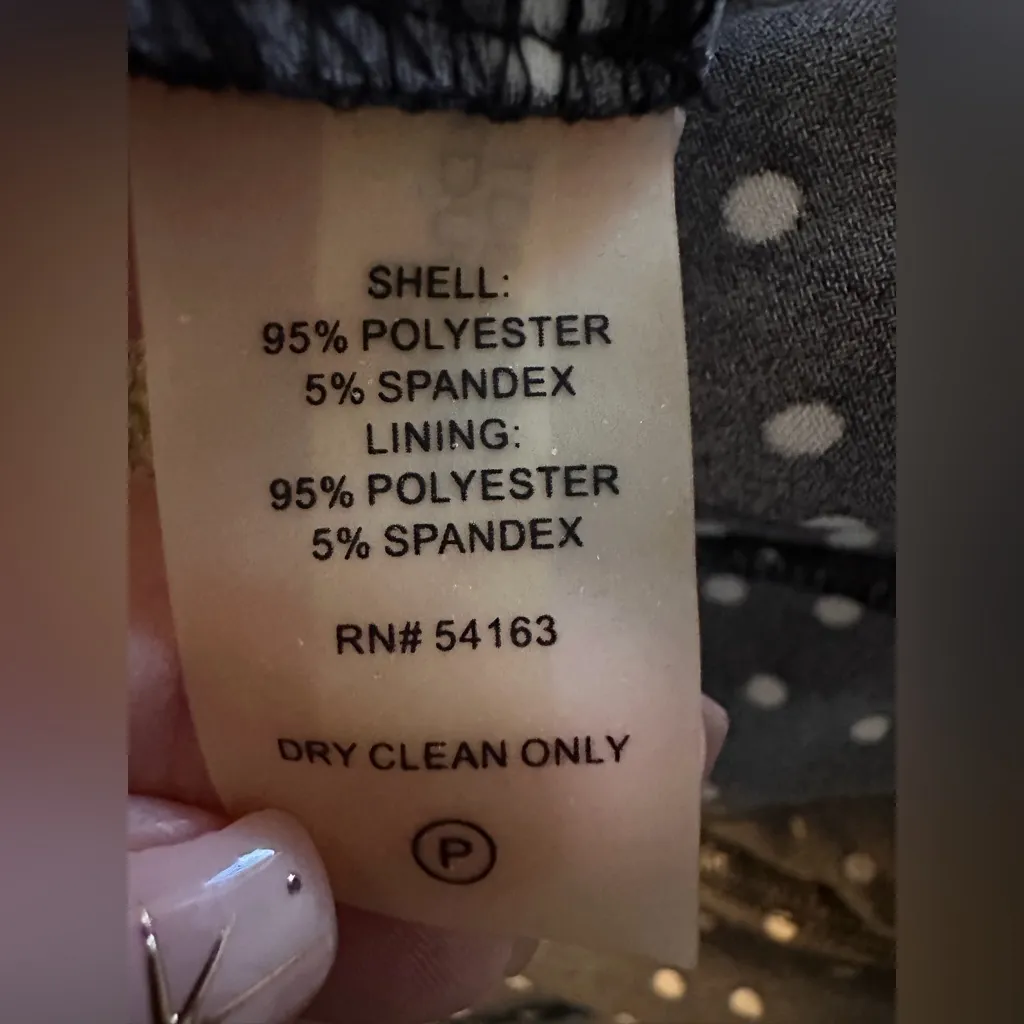 SHELL:
95% POLYESTER
5% SPANDEX
LINING:
95% POLYESTER
5% SPANDEX
RN# 54163
DRY CLEAN ONLY
P